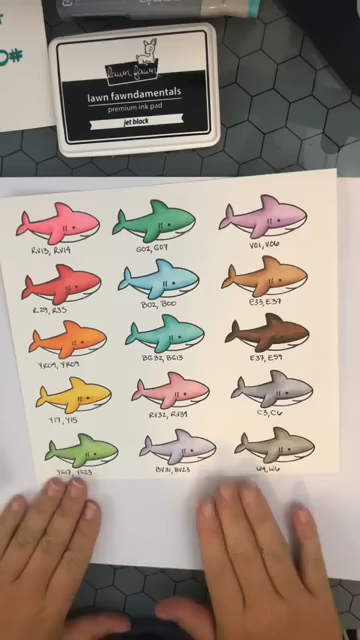 lawn fawn
lawn fawndamentals
premium ink pad
jet black
RV13, RV14
G02, G07
V01, V06
R29, R35
B02, B00
E33, E37
YR04, YR09
BG32, BG13
E37, E59
Y17, Y15
RV32, RV34
C3, C6
YG17, YG23
BV31, BV23
W4, W6